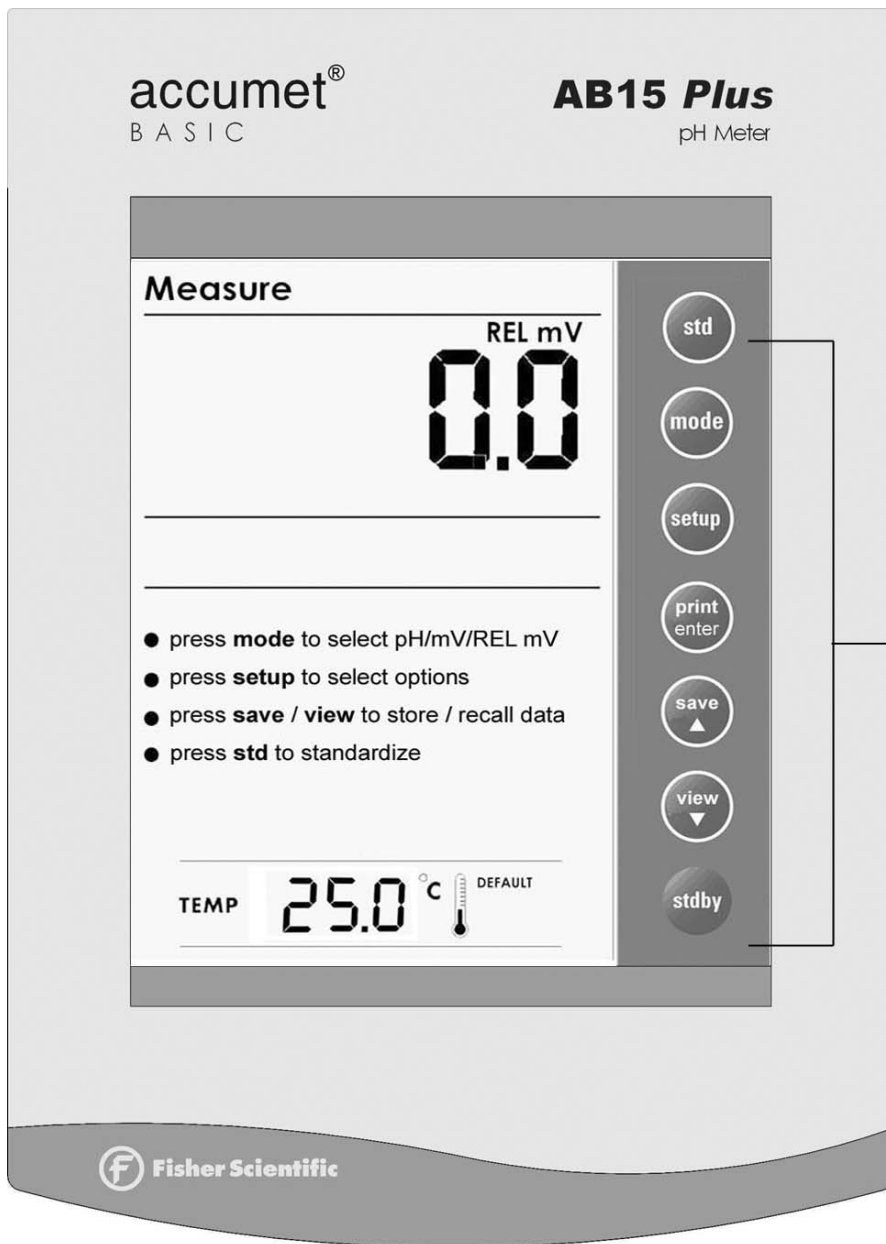 accumet®
BASIC
AB15 Plus
pH Meter
Measure
REL mV
0.0
● press mode to select pH/mV/REL mV
● press setup to select options
● press save / view to store / recall data
● press std to standardize
TEMP 25.0 °C DEFAULT
std
mode
setup
print
enter
save
▲
view
▼
stdby
F Fisher Scientific